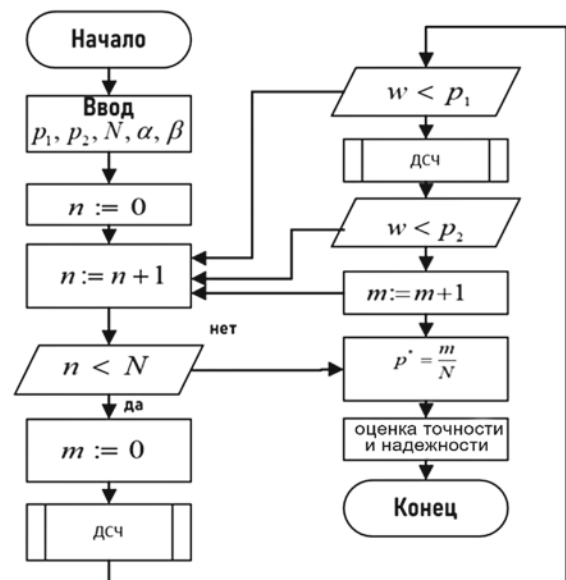 Начало
Ввод
p₁, p₂, N, α, β
n := 0
n := n + 1
нет
n < N
да
m := 0
дсч
w < p₁
дсч
w < p₂
m := m + 1
p* = m/N
оценка точности
и надежности
Конец